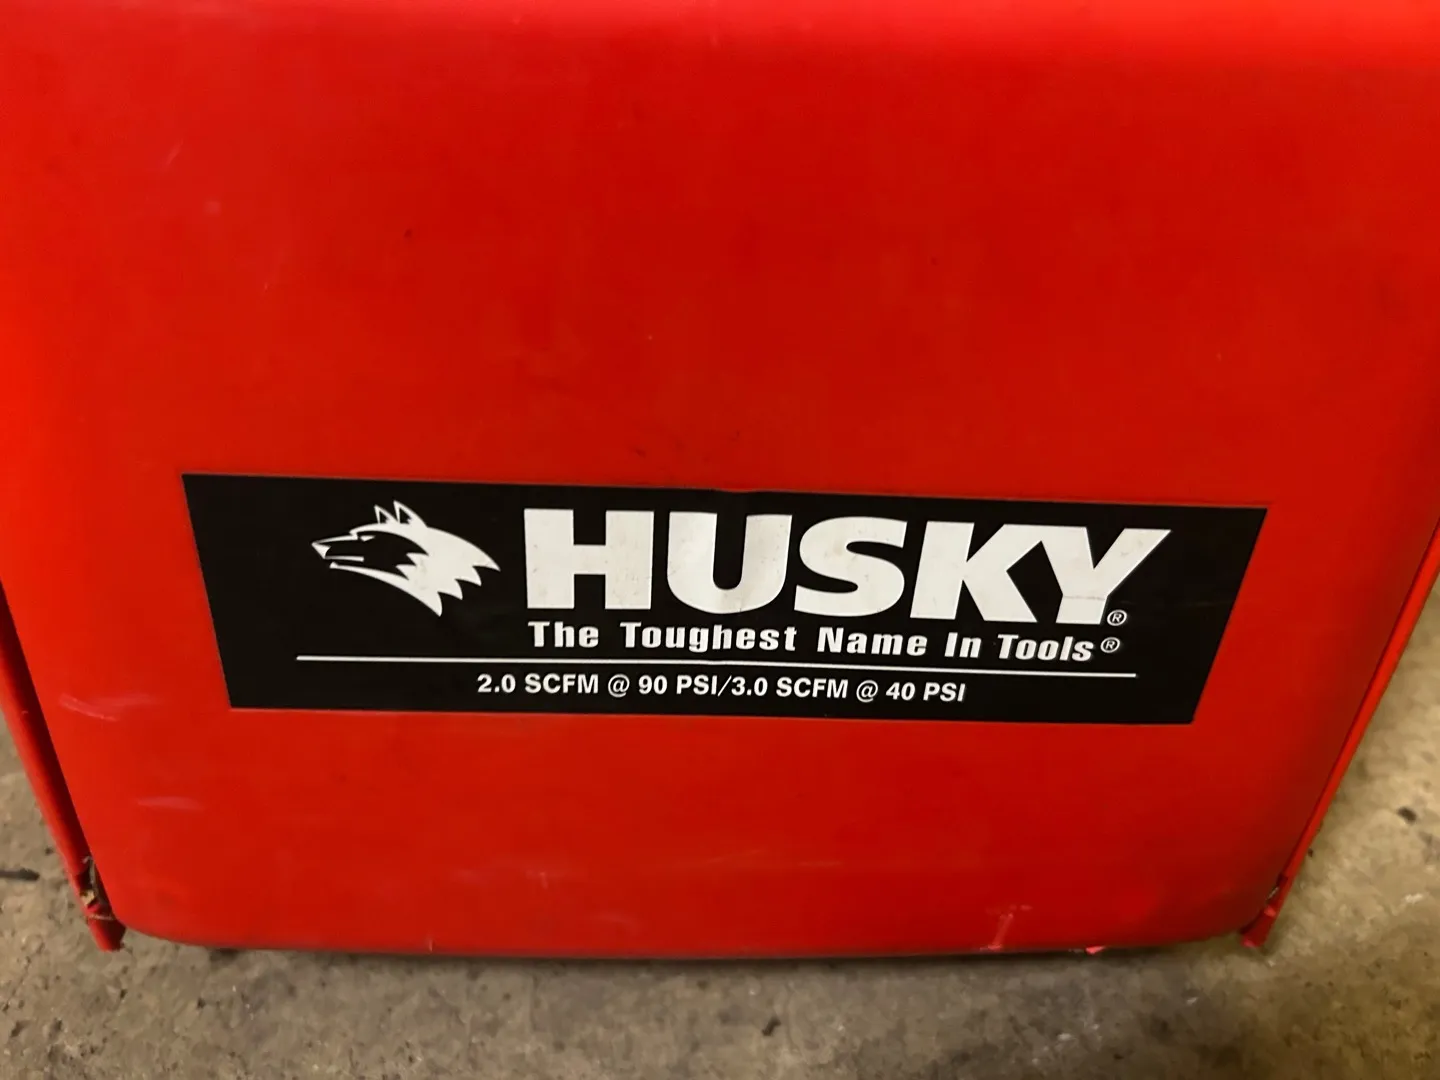 HUSKY®
The Toughest Name In Tools®
2.0 SCFM @ 90 PSI/3.0 SCFM @ 40 PSI